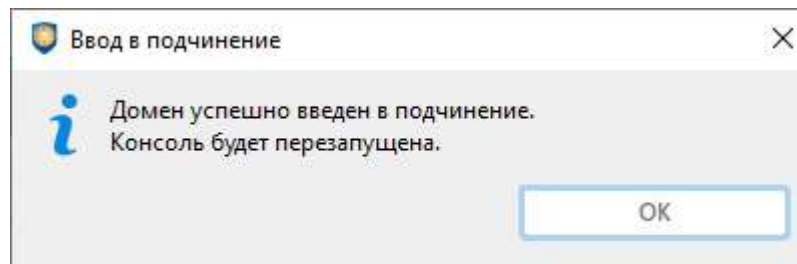 Ввод в подчинение
Домен успешно введен в подчинение.
Консоль будет перезапущена.
OK